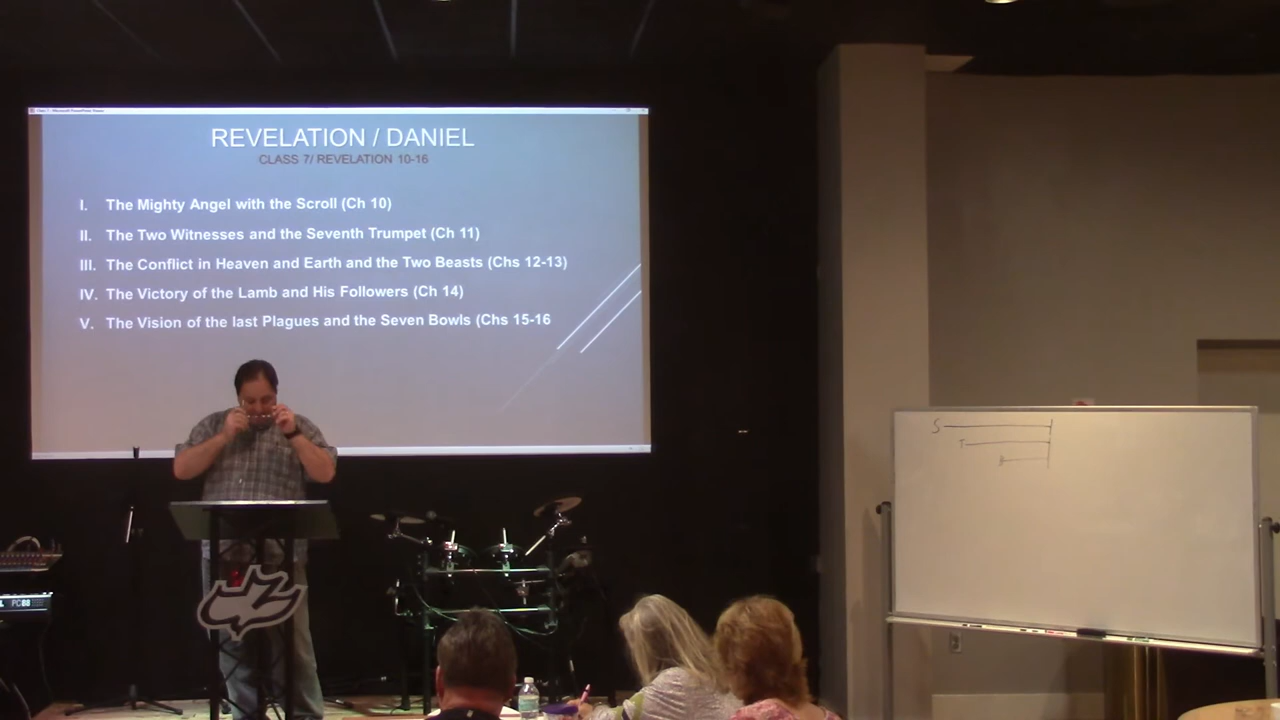 REVELATION / DANIEL
CLASS 7/ REVELATION 10-16
I. The Mighty Angel with the Scroll (Ch 10)
II. The Two Witnesses and the Seventh Trumpet (Ch 11)
III. The Conflict in Heaven and Earth and the Two Beasts (Chs 12-13)
IV. The Victory of the Lamb and His Followers (Ch 14)
V. The Vision of the last Plagues and the Seven Bowls (Chs 15-16
S
T
B
PC88